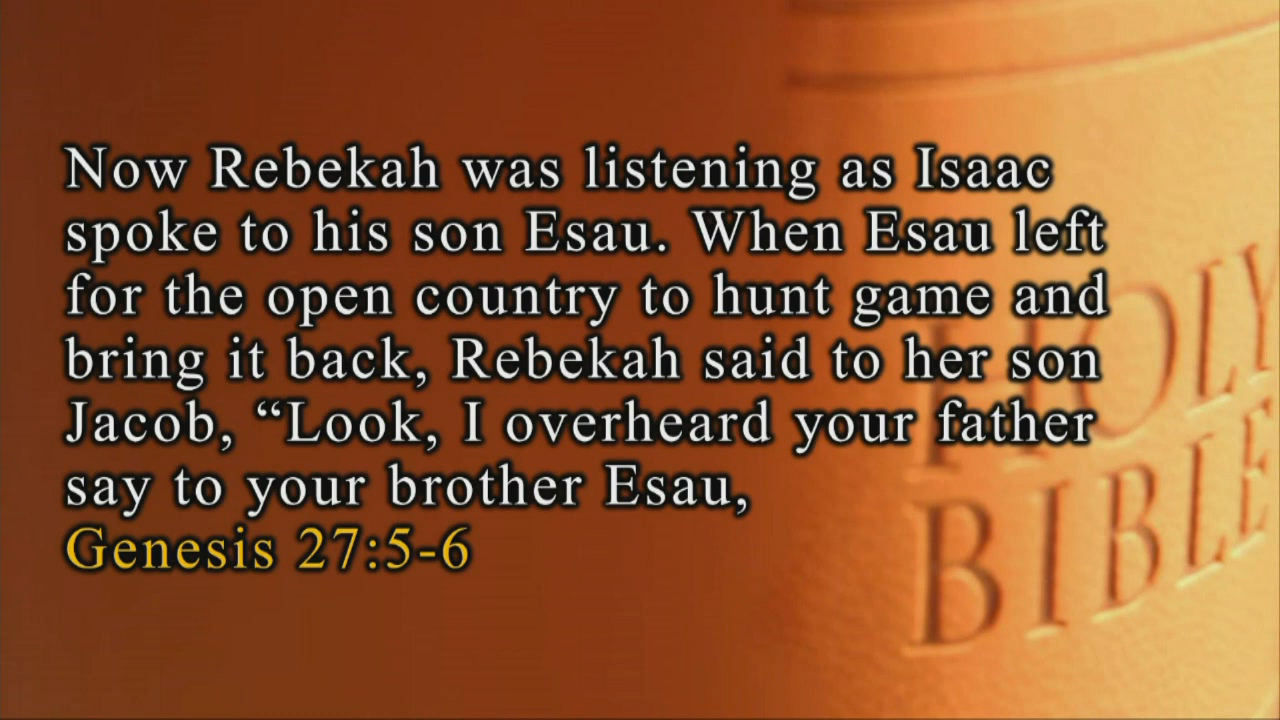 Now Rebekah was listening as Isaac
spoke to his son Esau. When Esau left
for the open country to hunt game and
bring it back, Rebekah said to her son
Jacob, “Look, I overheard your father
say to your brother Esau,
Genesis 27:5-6
HOLY
BIBLE